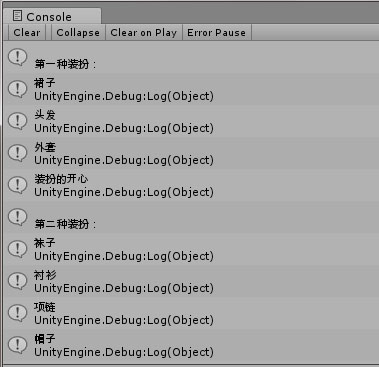 Console
Clear Collapse Clear on Play Error Pause
第一种装扮：
裙子
UnityEngine.Debug:Log(Object)
头发
UnityEngine.Debug:Log(Object)
外套
UnityEngine.Debug:Log(Object)
装扮的开心
UnityEngine.Debug:Log(Object)
第二种装扮：
袜子
UnityEngine.Debug:Log(Object)
衬衫
UnityEngine.Debug:Log(Object)
项链
UnityEngine.Debug:Log(Object)
帽子
UnityEngine.Debug:Log(Object)